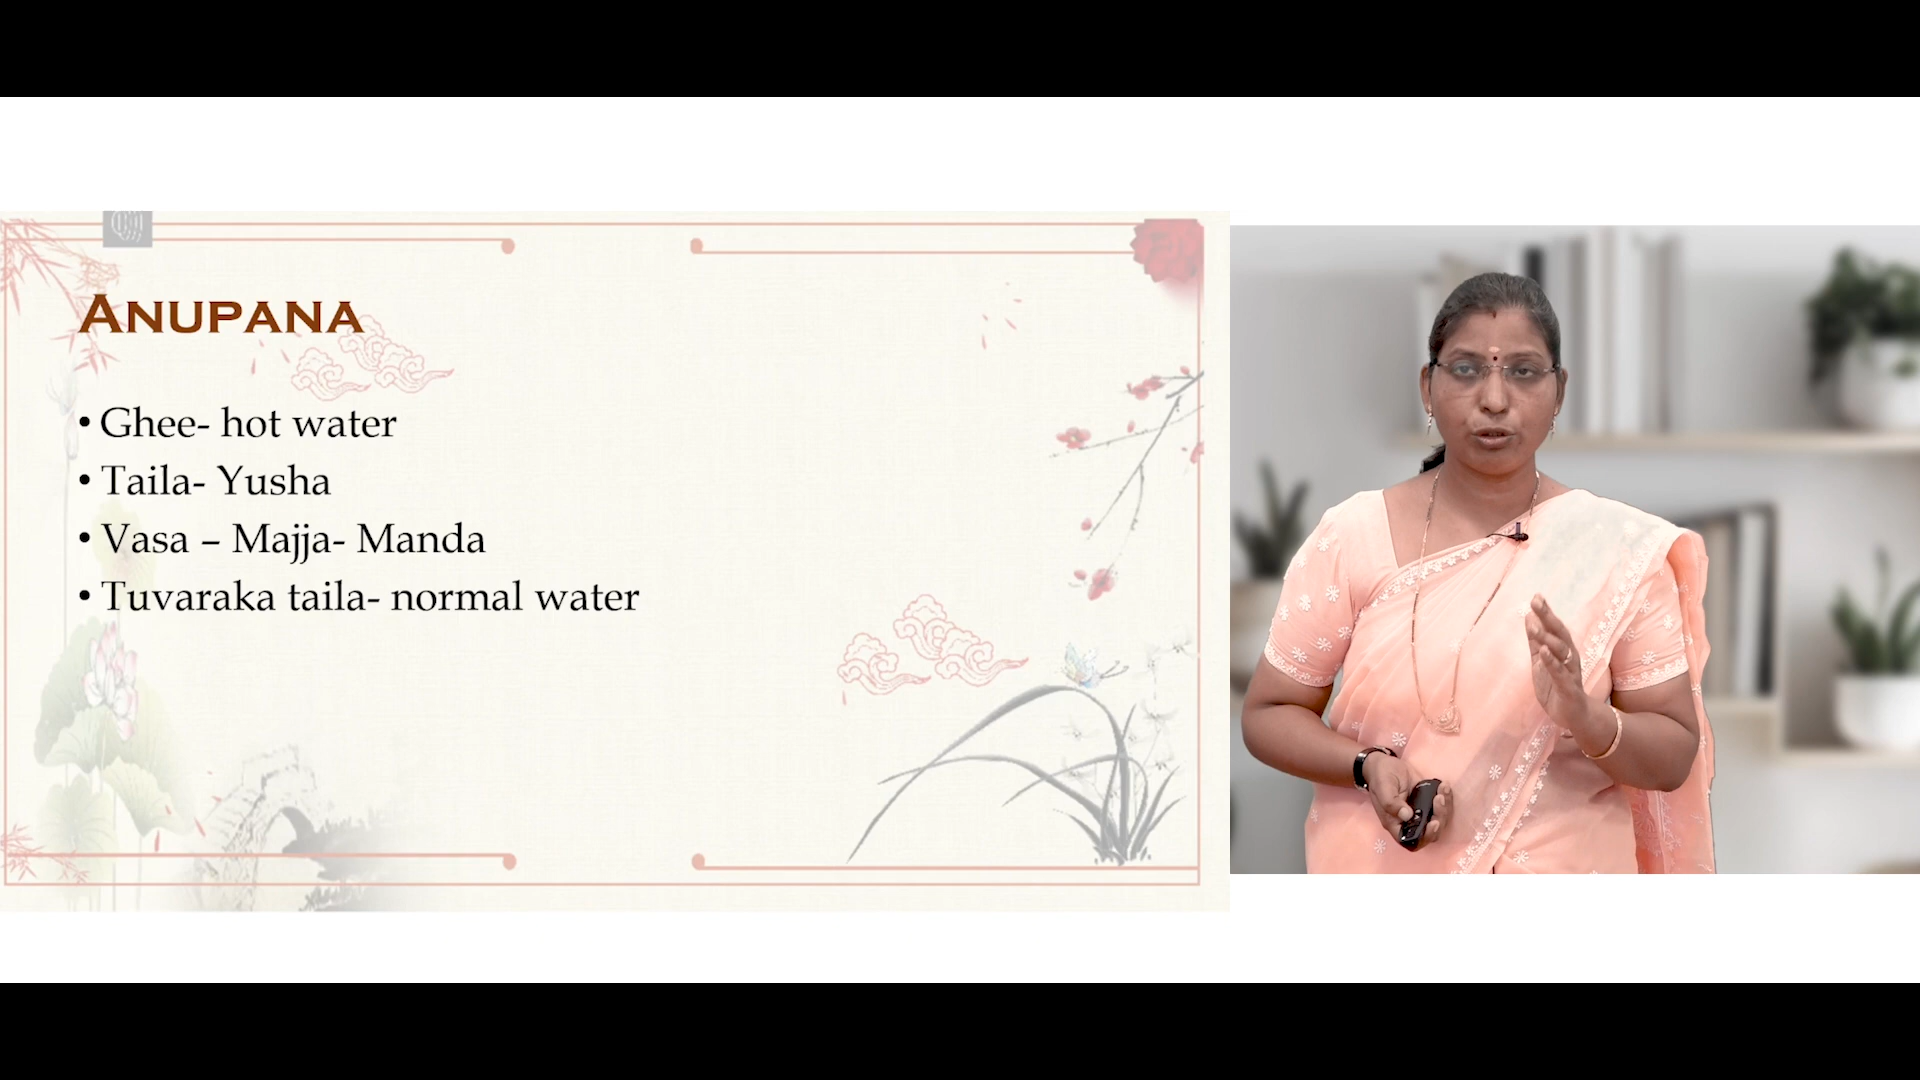 ANUPANA
• Ghee- hot water
• Taila- Yusha
• Vasa – Majja- Manda
• Tuvaraka taila- normal water